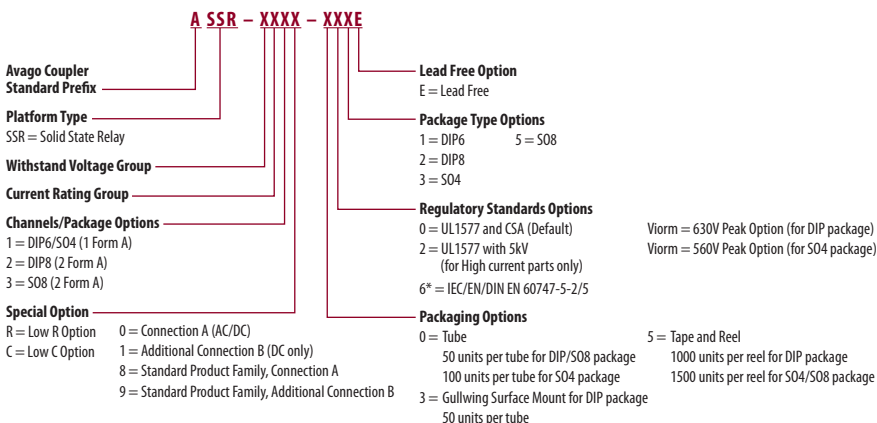 A SSR – XXXX – XXXE
Avago Coupler
Standard Prefix
Platform Type
SSR = Solid State Relay
Withstand Voltage Group
Current Rating Group
Channels/Package Options
1 = DIP6/SO4 (1 Form A)
2 = DIP8 (2 Form A)
3 = SO8 (2 Form A)
Special Option
R = Low R Option
C = Low C Option
0 = Connection A (AC/DC)
1 = Additional Connection B (DC only)
8 = Standard Product Family, Connection A
9 = Standard Product Family, Additional Connection B
Lead Free Option
E = Lead Free
Package Type Options
1 = DIP6 5 = SO8
2 = DIP8
3 = SO4
Regulatory Standards Options
0 = UL1577 and CSA (Default)
2 = UL1577 with 5kV
(for High current parts only)
6* = IEC/EN/DIN EN 60747-5-2/5
Viorm = 630V Peak Option (for DIP package)
Viorm = 560V Peak Option (for SO4 package)
Packaging Options
0 = Tube
50 units per tube for DIP/SO8 package
100 units per tube for SO4 package
3 = Gullwing Surface Mount for DIP package
50 units per tube
5 = Tape and Reel
1000 units per reel for DIP package
1500 units per reel for SO4/SO8 package